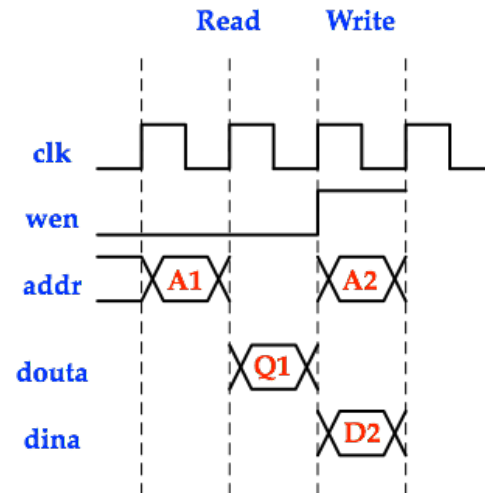 Read Write
clk
wen
addr A1 A2
douta Q1
dina D2